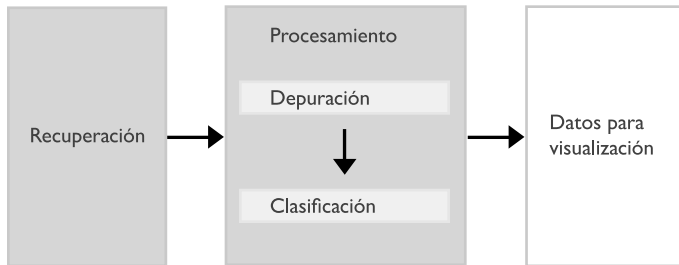 Recuperación
Procesamiento
Depuración
Clasificación
Datos para
visualización